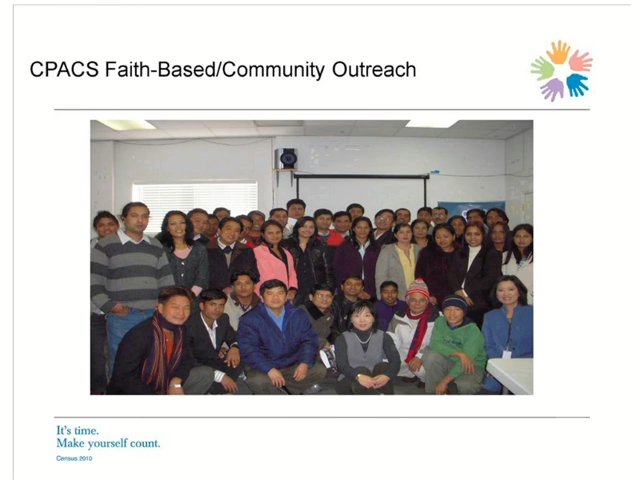 CPACS Faith-Based/Community Outreach
It's time.
Make yourself count.
Census 2010